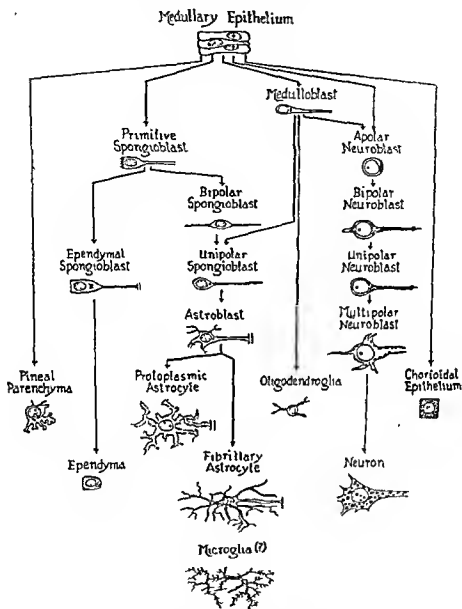 Medullary Epithelium
Medulloblast
Primitive
Spongioblast
Apolar
Neuroblast
Bipolar
Spongioblast
Bipolar
Neuroblast
Ependymal
Spongioblast
Unipolar
Spongioblast
Unipolar
Neuroblast
Astroblast
Multipolar
Neuroblast
Pineal
Parenchyma
Protoplasmic
Astrocyte
Oligodendroglia
Chorioidal
Epithelium
Ependyma
Fibrillary
Astrocyte
Neuron
Microglia (?)